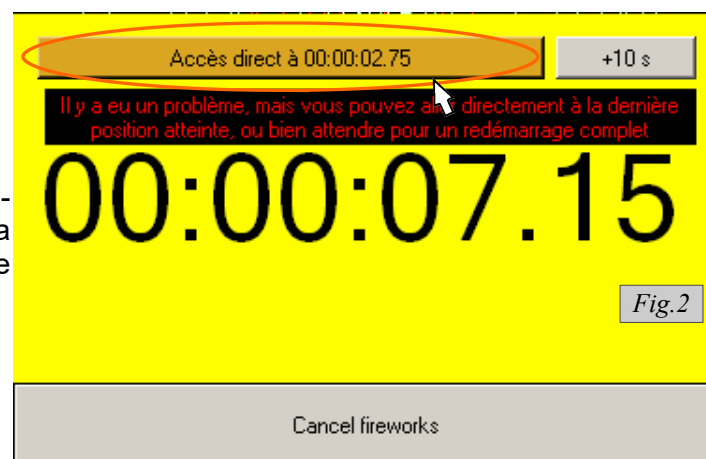 Accès direct à 00:00:02.75
+10 s
Il y a eu un problème, mais vous pouvez directement à la dernière
position atteinte, ou bien attendre pour un redémarrage complet
00:00:07.15
-
a
e
Fig.2
Cancel fireworks